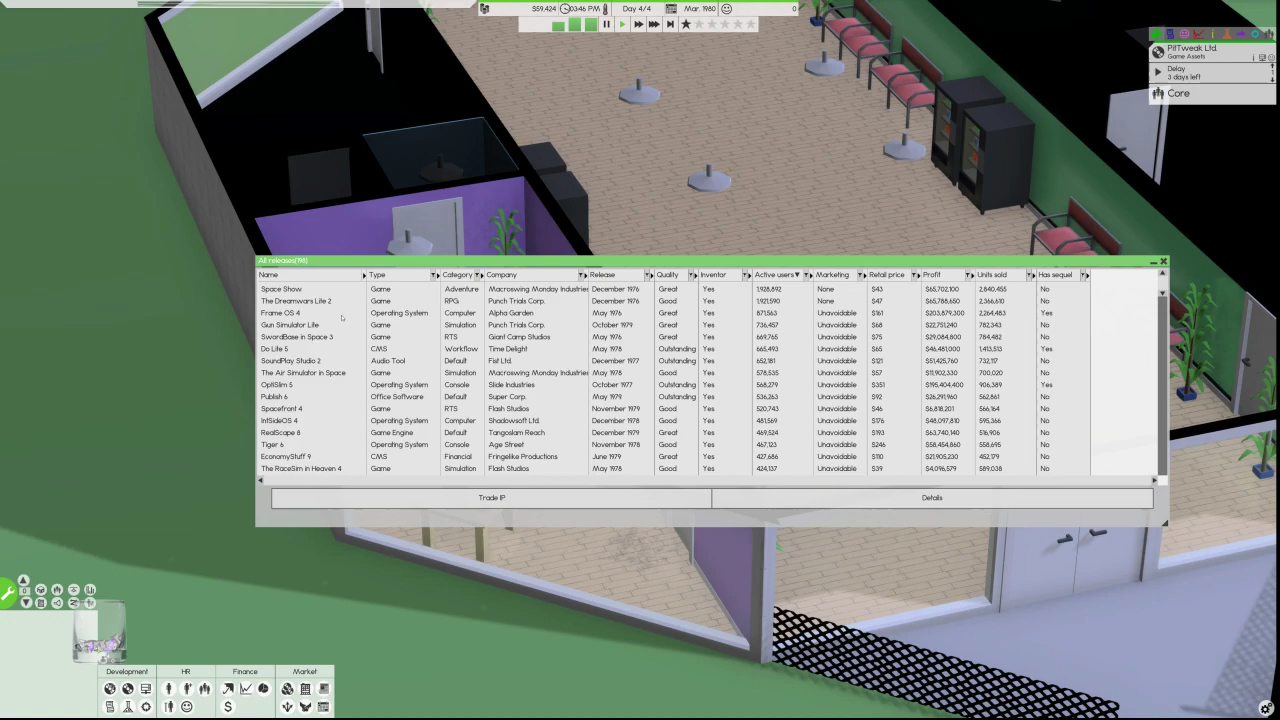 $59,424 03:46 PM Day 4/4 Mar. 1980 0
PitTweak Ltd.
Game Assets
Delay
3 days left
Core
All releases(198)
Name Type Category Company Release Quality Inventor Active users Marketing Retail price Profit Units sold Has sequel
Space Show Game Adventure Macroswing Monday Industries December 1976 Great Yes 1,928,892 None $43 $65,702,100 2,840,455 No
The Dreamwars Lite 2 Game RPG Punch Trials Corp. December 1976 Good Yes 1,921,590 None $47 $65,788,650 2,366,610 No
Frame OS 4 Operating System Computer Alpha Garden May 1976 Great Yes 871,563 Unavoidable $161 $203,879,300 2,264,483 Yes
Gun Simulator Lite Game Simulation Punch Trials Corp. October 1979 Great Yes 736,457 Unavoidable $68 $22,751,240 782,343 No
SwordBase in Space 3 Game RTS Giant Camp Studios May 1976 Great Yes 669,765 Unavoidable $75 $29,084,800 784,482 No
Do Lite 5 CMS Workflow Time Delight May 1978 Outstanding Yes 665,493 Unavoidable $65 $46,481,000 1,413,513 Yes
SoundPlay Studio 2 Audio Tool Default Fist Ltd. December 1977 Outstanding Yes 652,181 Unavoidable $121 $51,425,760 732,117 No
The Air Simulator in Space Game Simulation Macroswing Monday Industries May 1978 Good Yes 578,535 Unavoidable $57 $11,902,330 700,020 No
OptiSlim 5 Operating System Console Slide Industries October 1977 Outstanding Yes 568,279 Unavoidable $351 $195,404,400 906,389 Yes
Publish 6 Office Software Default Super Corp. May 1979 Outstanding Yes 536,263 Unavoidable $92 $26,291,960 562,861 No
Spacefront 4 Game RTS Flash Studios November 1979 Good Yes 520,743 Unavoidable $46 $6,818,201 566,164 No
IntSideOS 4 Operating System Computer Shadowsoft Ltd. December 1978 Good Yes 481,569 Unavoidable $176 $48,097,810 595,366 No
RedScape 8 Game Engine Default Tangoslam Reach December 1979 Great Yes 469,524 Unavoidable $193 $63,740,140 516,906 No
Tiger 6 Operating System Console Age Street November 1978 Good Yes 467,123 Unavoidable $246 $58,454,860 558,695 No
EconomyStuff 9 CMS Financial Fringelike Productions June 1979 Great Yes 427,686 Unavoidable $110 $21,905,230 452,179 No
The RaceSim in Heaven 4 Game Simulation Flash Studios May 1978 Good Yes 424,137 Unavoidable $39 $4,096,579 589,038 No
Trade IP Details
0
Development HR Finance Market